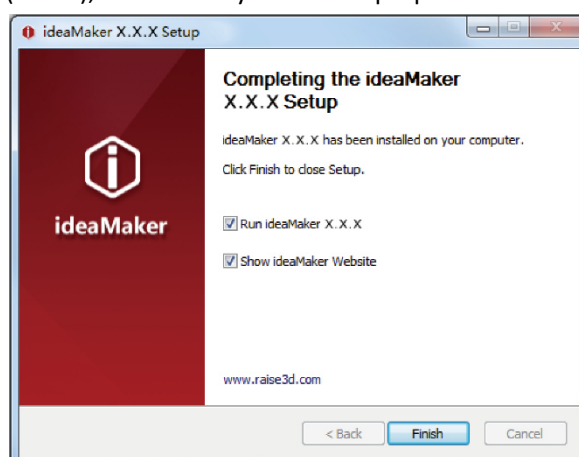 ideaMaker X.X.X Setup
Completing the ideaMaker
X.X.X Setup
ideaMaker X.X.X has been installed on your computer.
Click Finish to close Setup.
ideaMaker
Run ideaMaker X.X.X
Show ideaMaker Website
www.raise3d.com
< Back
Finish
Cancel